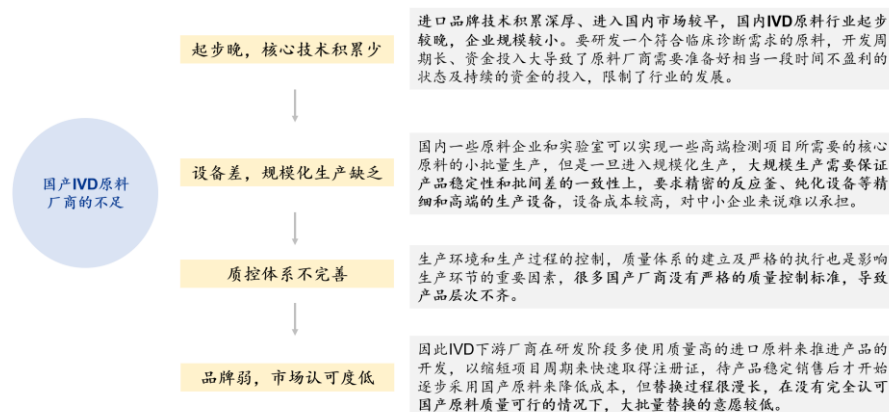 国产IVD原料
厂商的不足
起步晚，核心技术积累少
进口品牌技术积累深厚、进入国内市场较早，国内IVD原料行业起步
较晚，企业规模较小。要研发一个符合临床诊断需求的原料，开发周
期长、资金投入大导致了原料厂商需要准备好相当一段时间不盈利的
状态及持续的资金的投入，限制了行业的发展。
设备差，规模化生产缺乏
国内一些原料企业和实验室可以实现一些高端检测项目所需要的核心
原料的小批量生产，但是一旦进入规模化生产，大规模生产需要保证
产品稳定性和批间差的一致性上，要求精密的反应釜、纯化设备等精
细和高端的生产设备，设备成本较高，对中小企业来说难以承担。
质控体系不完善
生产环境和生产过程的控制，质量体系的建立及严格的执行也是影响
生产环节的重要因素，很多国产厂商没有严格的质量控制标准，导致
产品层次不齐。
品牌弱，市场认可度低
因此IVD下游厂商在研发阶段多使用质量高的进口原料来推进产品的
开发，以缩短项目周期来快速取得注册证，待产品稳定销售后才开始
逐步采用国产原料来降低成本，但替换过程很漫长，在没有完全认可
国产原料质量可行的情况下，大批量替换的意愿较低。